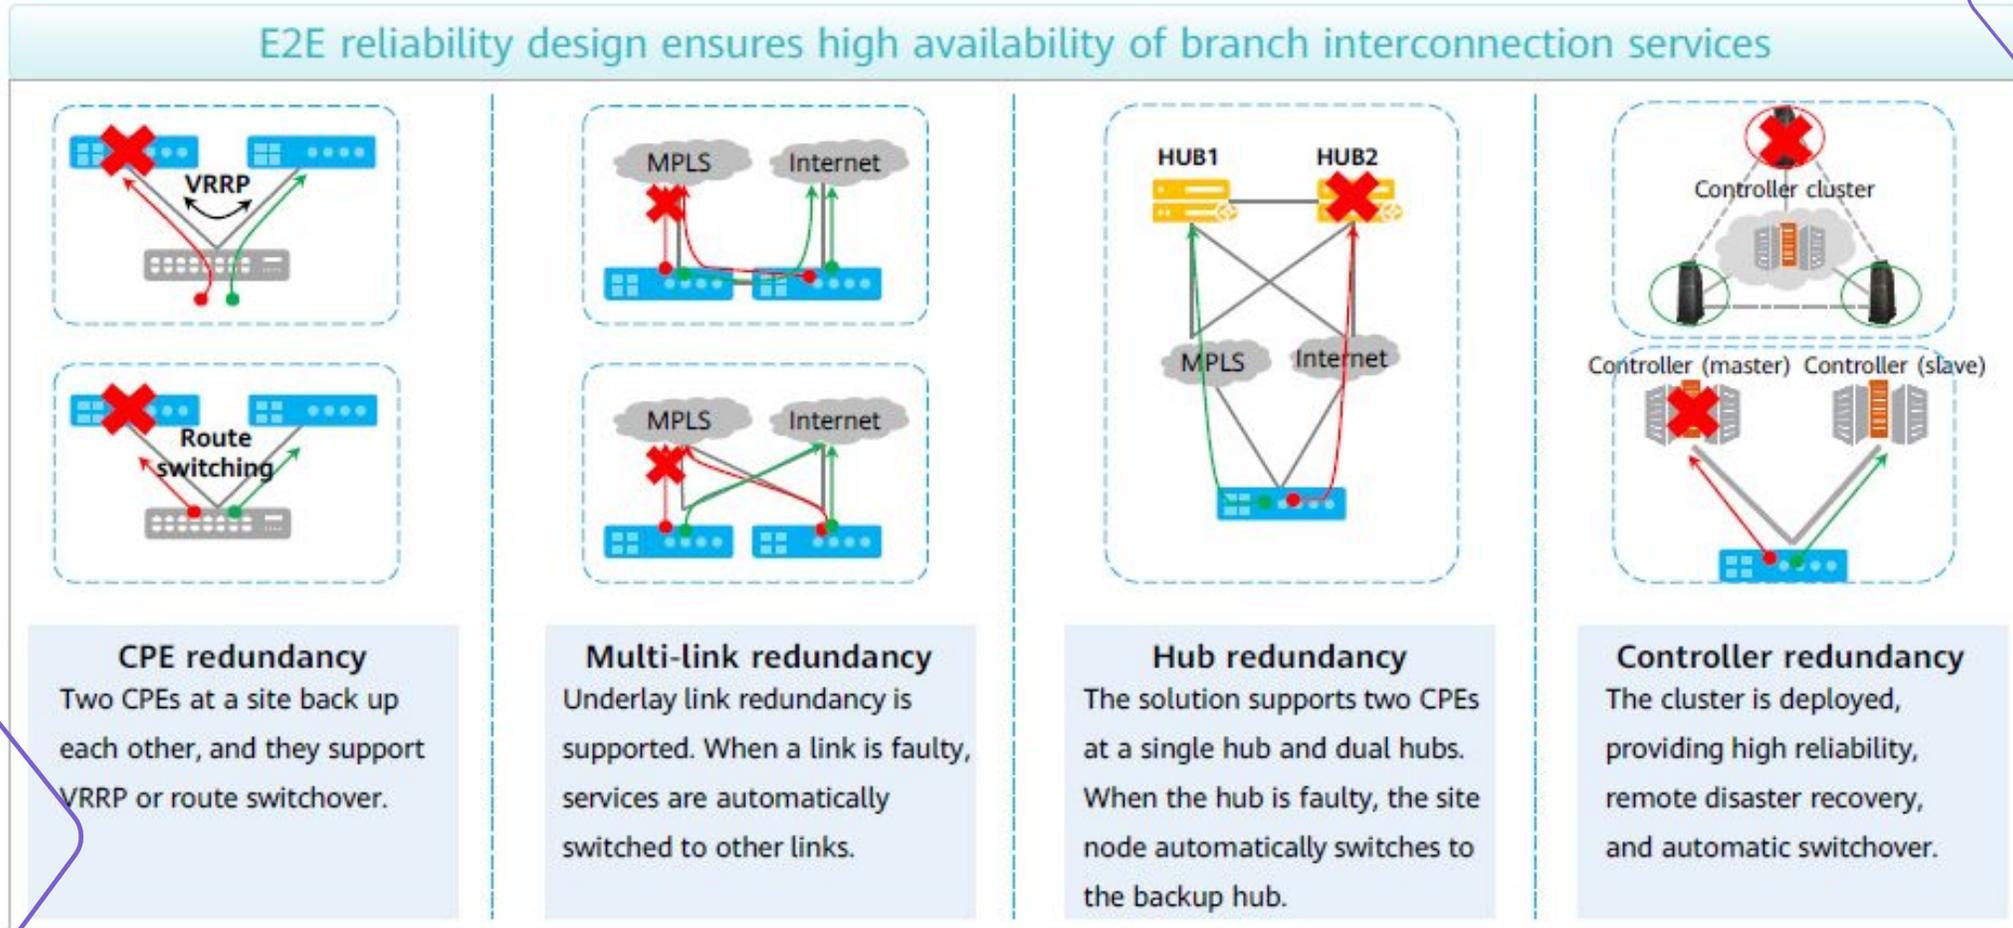 E2E reliability design ensures high availability of branch interconnection services
VRRP
Route
switching
CPE redundancy
Two CPEs at a site back up
each other, and they support
VRRP or route switchover.
MPLS
Internet
MPLS
Internet
Multi-link redundancy
Underlay link redundancy is
supported. When a link is faulty,
services are automatically
switched to other links.
HUB1
HUB2
MPLS
Internet
Hub redundancy
The solution supports two CPEs
at a single hub and dual hubs.
When the hub is faulty, the site
node automatically switches to
the backup hub.
Controller cluster
Controller (master)
Controller (slave)
Controller redundancy
The cluster is deployed,
providing high reliability,
remote disaster recovery,
and automatic switchover.